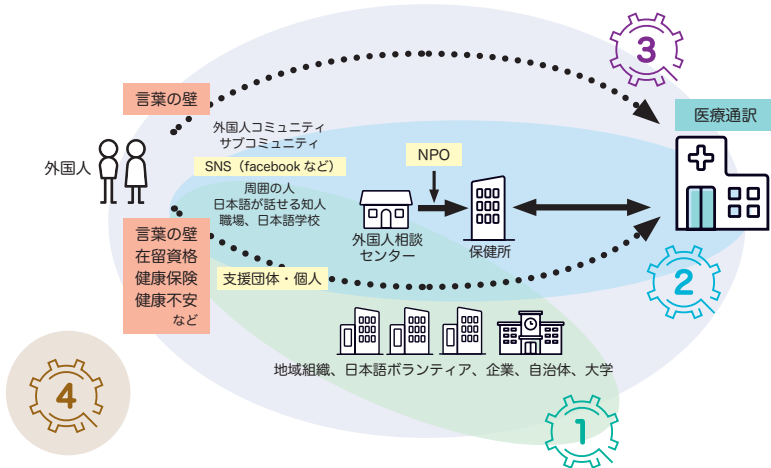 3
言葉の壁
医療通訳
外国人コミュニティ
サブコミュニティ
SNS（facebookなど）
NPO
外国人
周囲の人
日本語が話せる知人
職場、日本語学校
言葉の壁
在留資格
健康保険
健康不安
など
外国人相談
センター
保健所
支援団体・個人
2
地域組織、日本語ボランティア、企業、自治体、大学
4
1